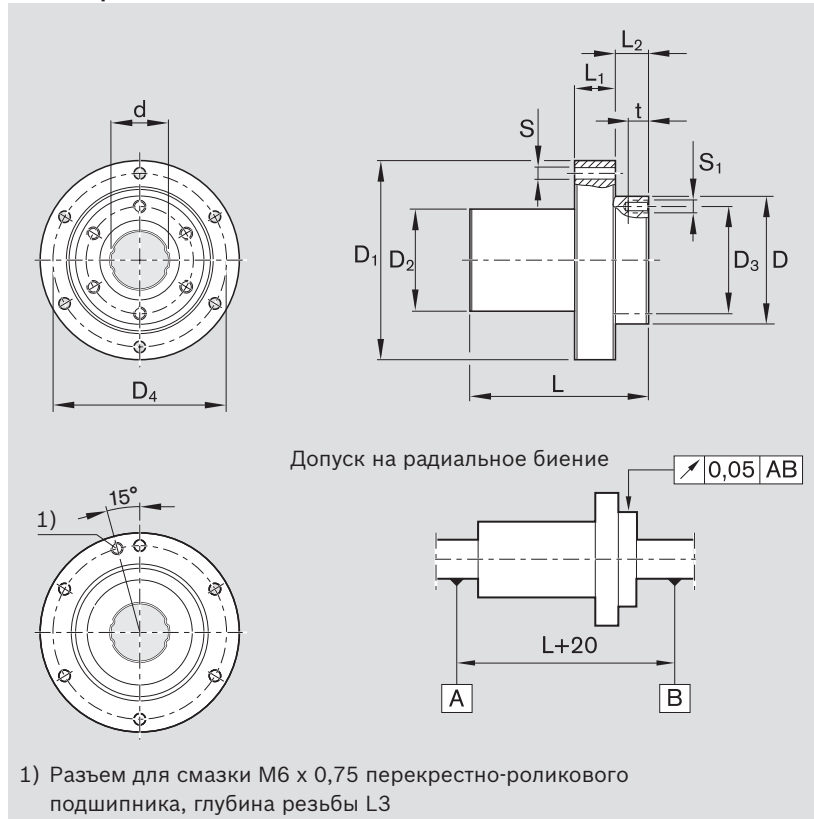 d
L₂
L₁
t
S
S₁
D₁
D₂
D₃
D
D₄
L
Допуск на радиальное биение
0,05 AB
15°
1)
L+20
A
B
1) Разъем для смазки M6 x 0,75 перекрестно-роликового
подшипника, глубина резьбы L3